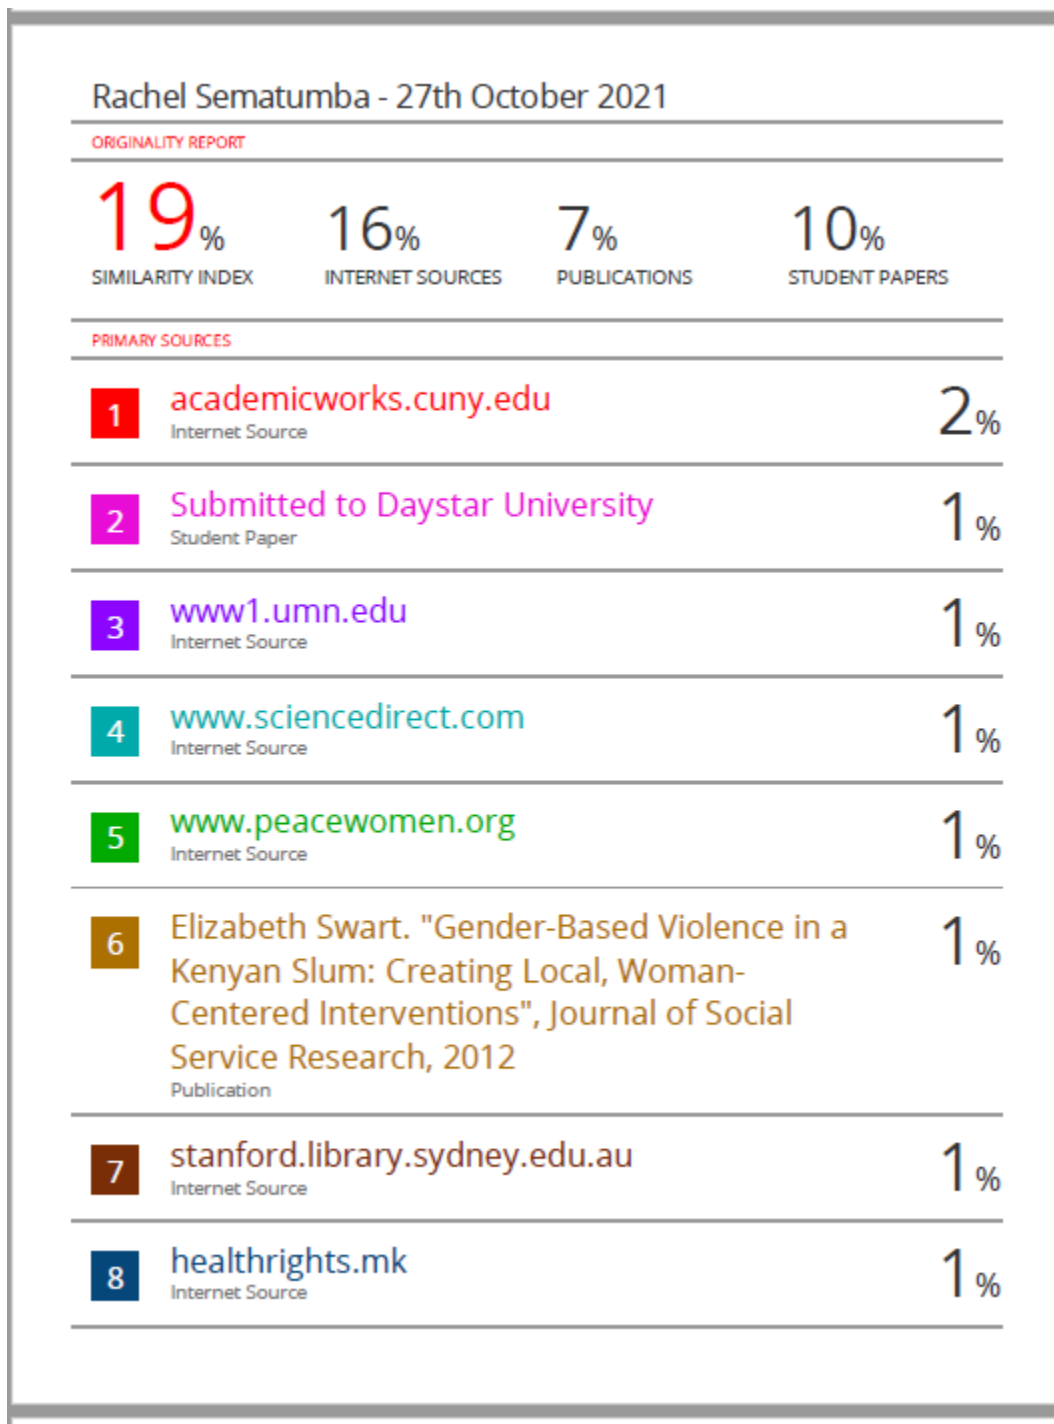 Rachel Sematumba - 27th October 2021
ORIGINALITY REPORT
19% 16% 7% 10%
SIMILARITY INDEX INTERNET SOURCES PUBLICATIONS STUDENT PAPERS
PRIMARY SOURCES
1 academicworks.cuny.edu 2%
Internet Source
2 Submitted to Daystar University 1%
Student Paper
3 www1.umn.edu 1%
Internet Source
4 www.sciencedirect.com 1%
Internet Source
5 www.peacewomen.org 1%
Internet Source
6 Elizabeth Swart. "Gender-Based Violence in a 1%
Kenyan Slum: Creating Local, Woman-
Centered Interventions", Journal of Social
Service Research, 2012
Publication
7 stanford.library.sydney.edu.au 1%
Internet Source
8 healthrights.mk 1%
Internet Source